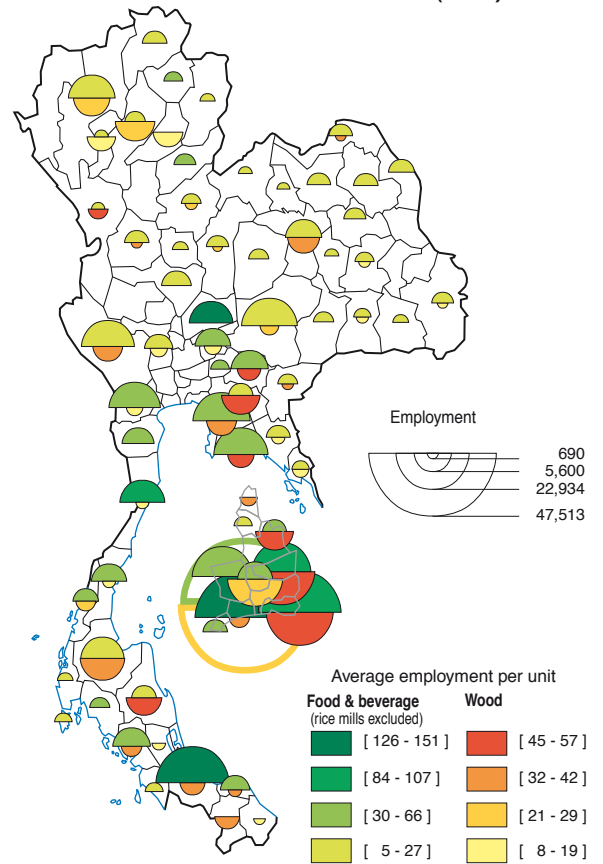 Employment
690
5,600
22,934
47,513
Average employment per unit
Food & beverage Wood
(rice mills excluded)
[ 126 - 151 ] [ 45 - 57 ]
[ 84 - 107 ] [ 32 - 42 ]
[ 30 - 66 ] [ 21 - 29 ]
[ 5 - 27 ] [ 8 - 19 ]